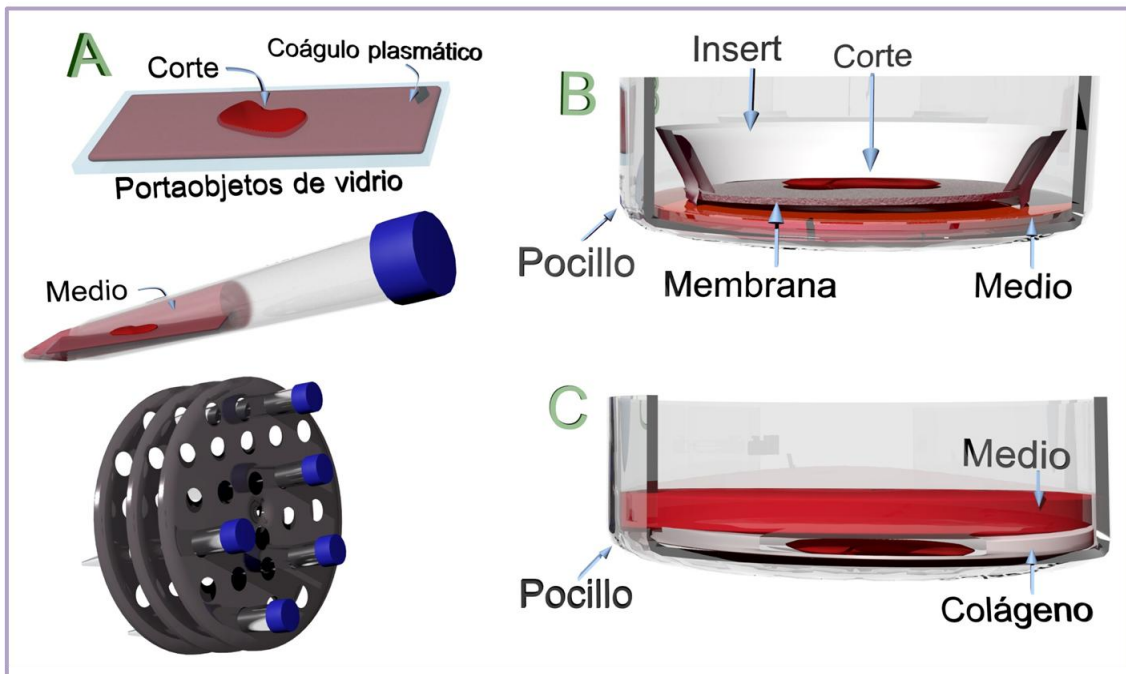 A
Corte
Coágulo plasmático
Portaobjetos de vidrio
Medio
B
Insert
Corte
Pocillo
Membrana
Medio
C
Medio
Pocillo
Colágeno